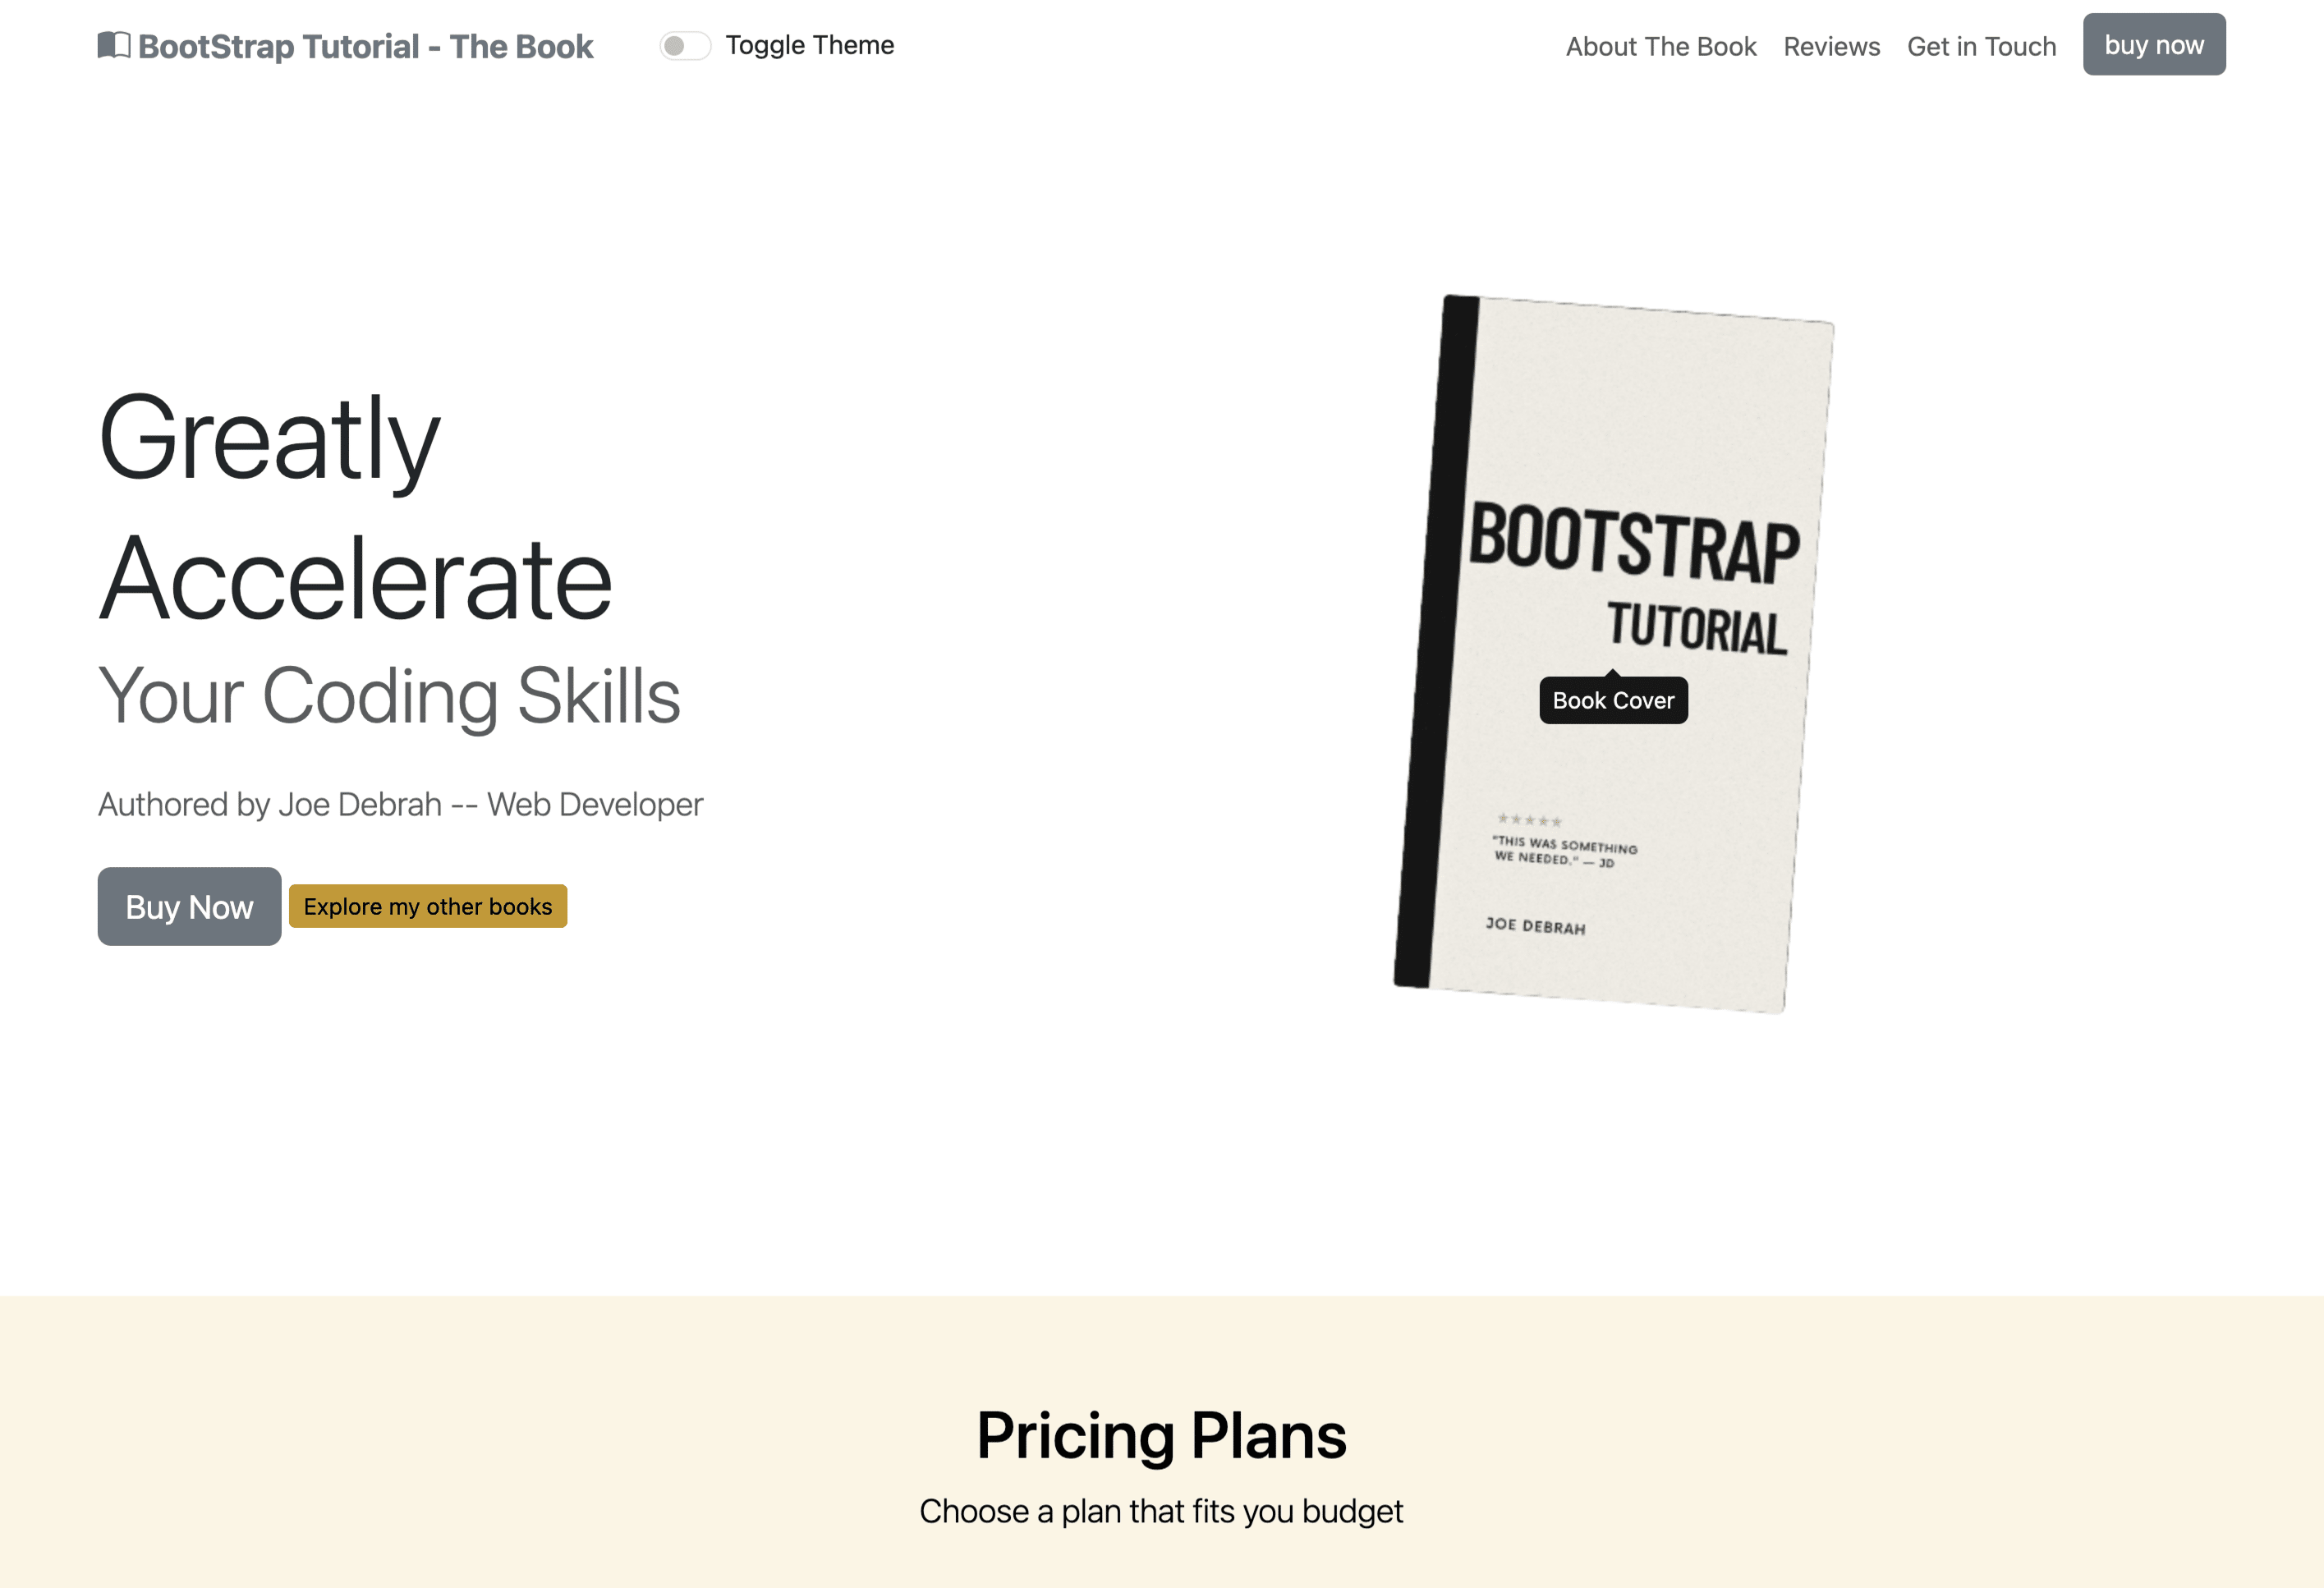 BootStrap Tutorial - The Book
Toggle Theme
About The Book
Reviews
Get in Touch
buy now
Greatly
Accelerate
Your Coding Skills
Authored by Joe Debrah -- Web Developer
Buy Now
Explore my other books
BOOTSTRAP
TUTORIAL
Book Cover
"THIS WAS SOMETHING
WE NEEDED." — JD
JOE DEBRAH
Pricing Plans
Choose a plan that fits you budget